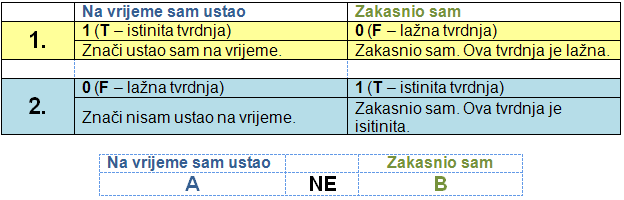 Na vrijeme sam ustao Zakasnio sam
1. 1 (T – istinita tvrdnja) 0 (F – lažna tvrdnja)
Znači ustao sam na vrijeme. Zakasnio sam. Ova tvrdnja je lažna.
2. 0 (F – lažna tvrdnja) 1 (T – istinita tvrdnja)
Znači nisam ustao na vrijeme. Zakasnio sam. Ova tvrdnja je
isitinita.
Na vrijeme sam ustao Zakasnio sam
A NE B